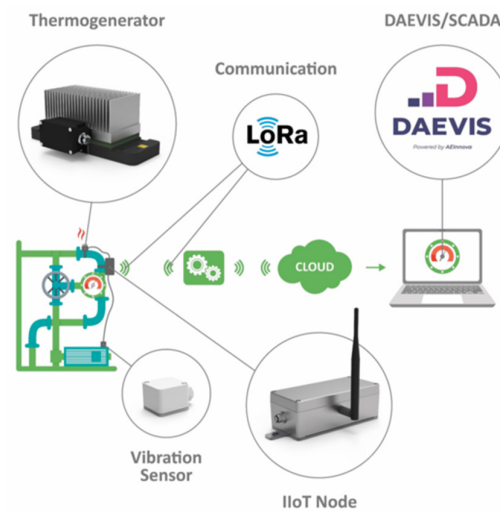 Thermogenerator
DAEVIS/SCADA
Communication
LoRa
DAEVIS
Powered by AEInnova
CLOUD
Vibration
Sensor
IIoT Node